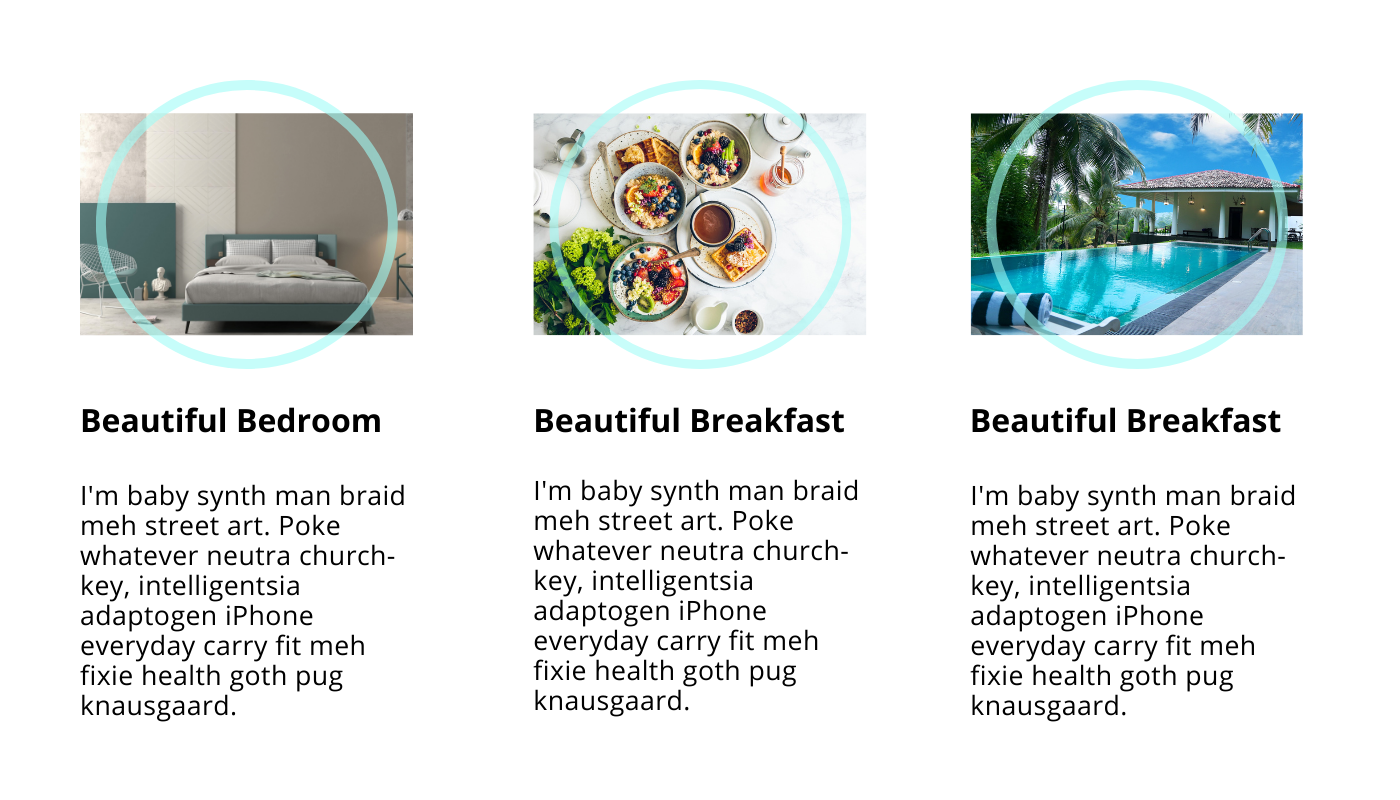 Beautiful Bedroom
I'm baby synth man braid
meh street art. Poke
whatever neutra church-
key, intelligentsia
adaptogen iPhone
everyday carry fit meh
fixie health goth pug
knausgaard.
Beautiful Breakfast
I'm baby synth man braid
meh street art. Poke
whatever neutra church-
key, intelligentsia
adaptogen iPhone
everyday carry fit meh
fixie health goth pug
knausgaard.
Beautiful Breakfast
I'm baby synth man braid
meh street art. Poke
whatever neutra church-
key, intelligentsia
adaptogen iPhone
everyday carry fit meh
fixie health goth pug
knausgaard.